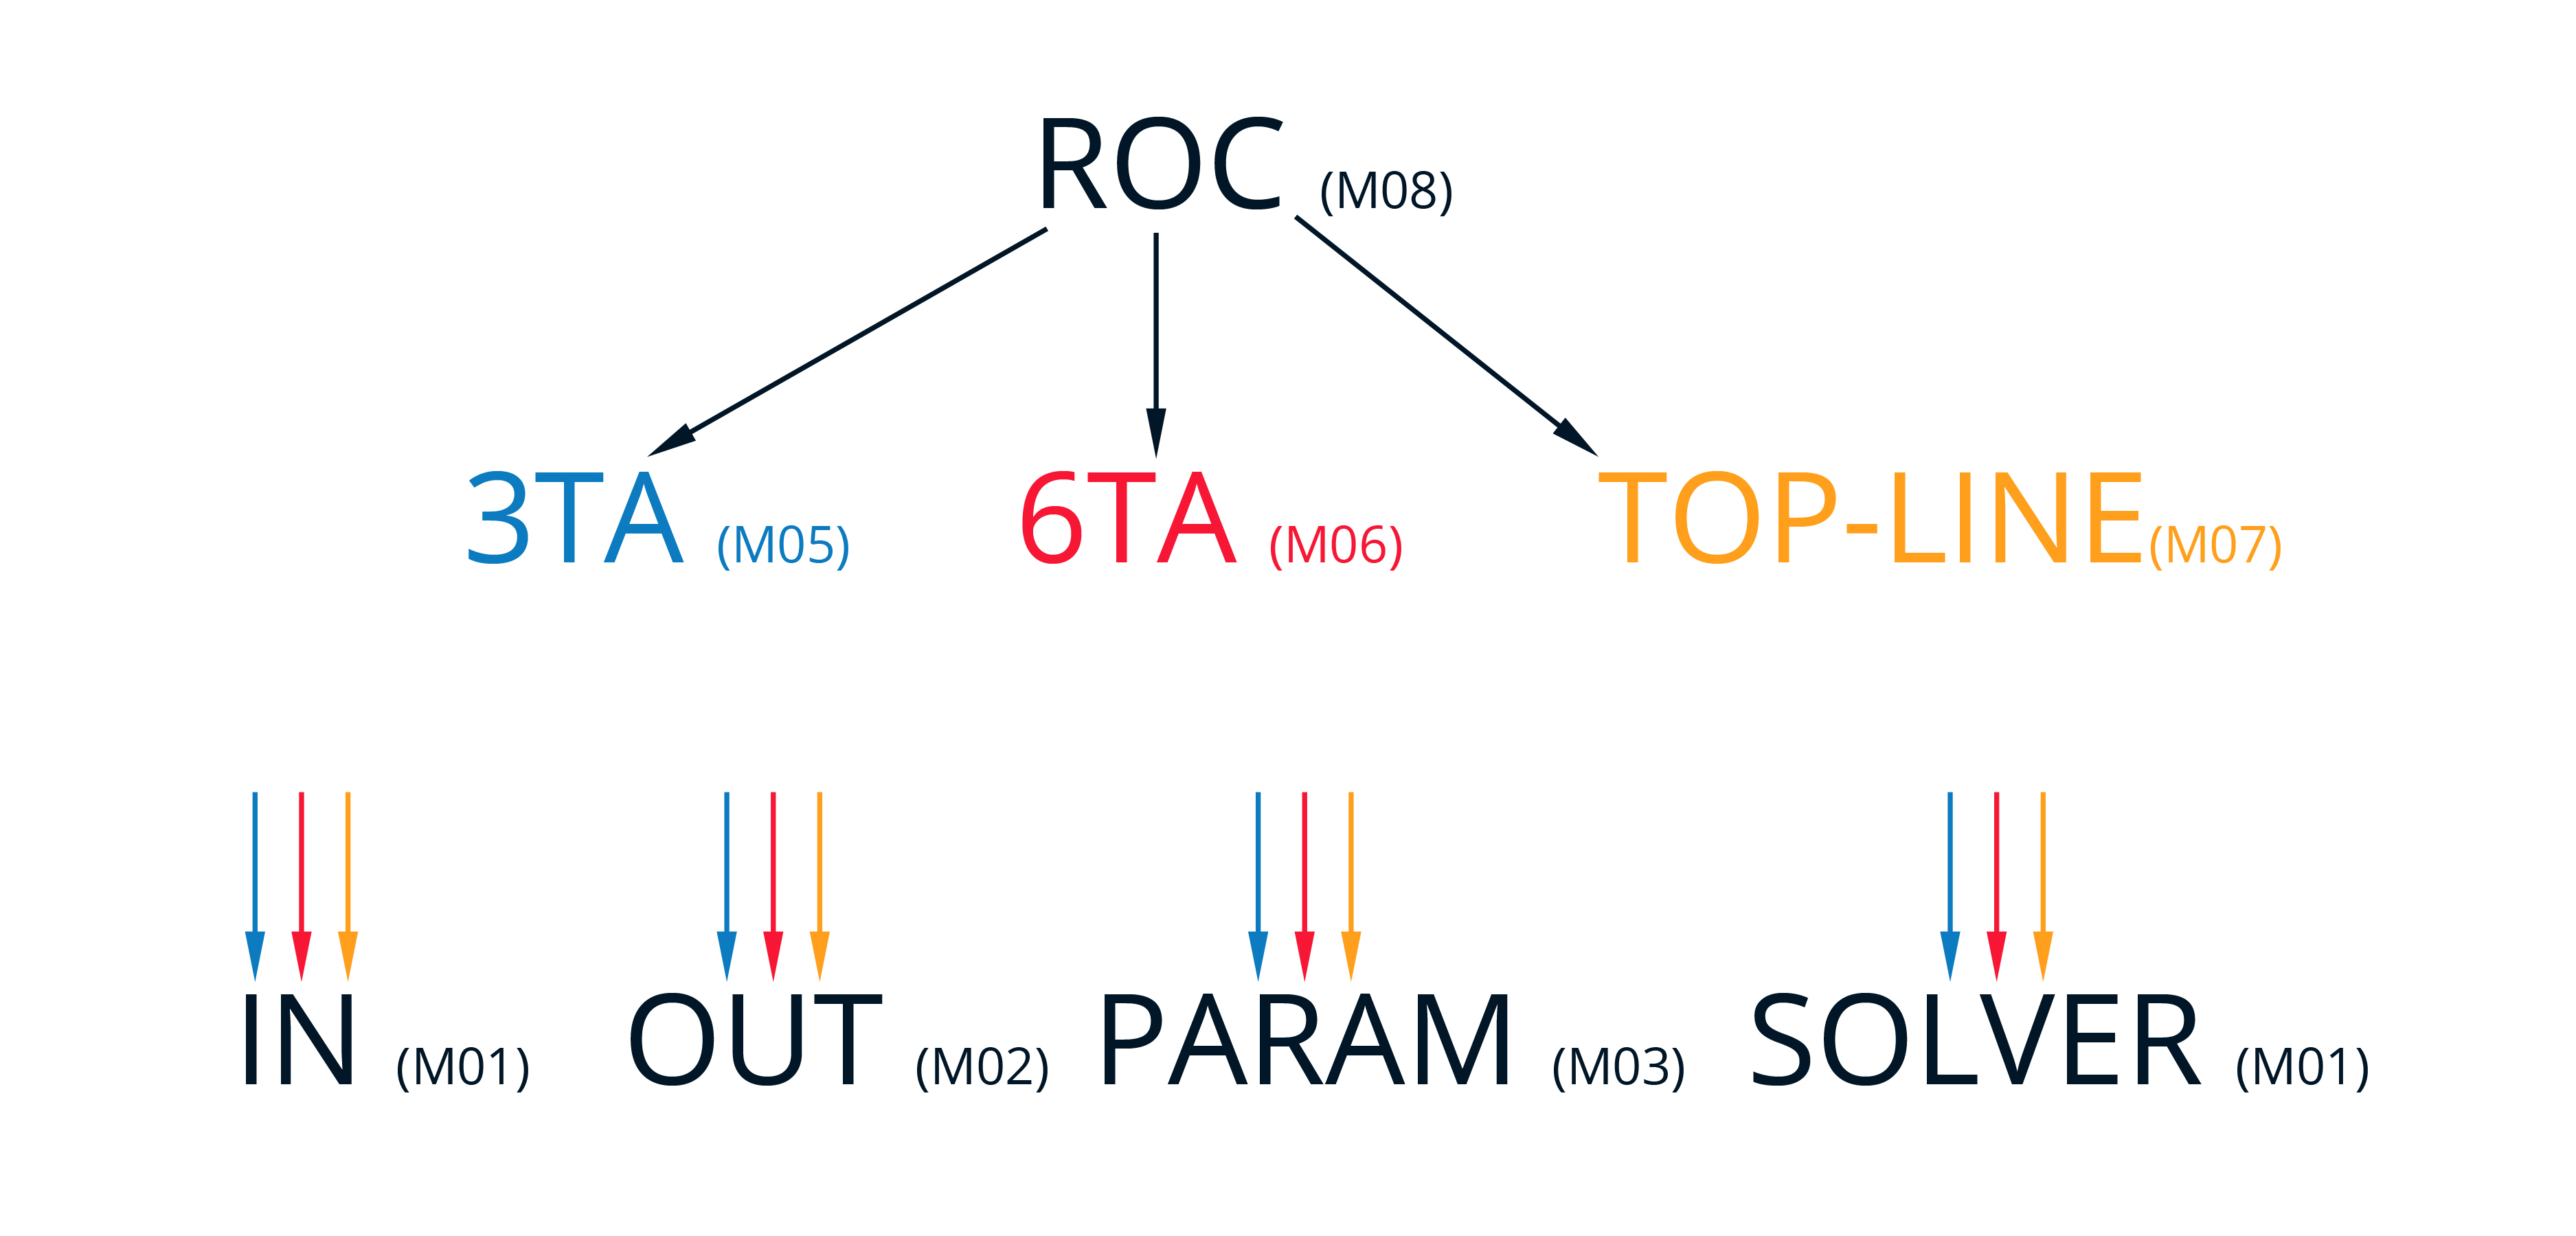 ROC (M08)
3TA (M05) 6TA (M06) TOP-LINE (M07)
IN (M01) OUT (M02) PARAM (M03) SOLVER (M01)